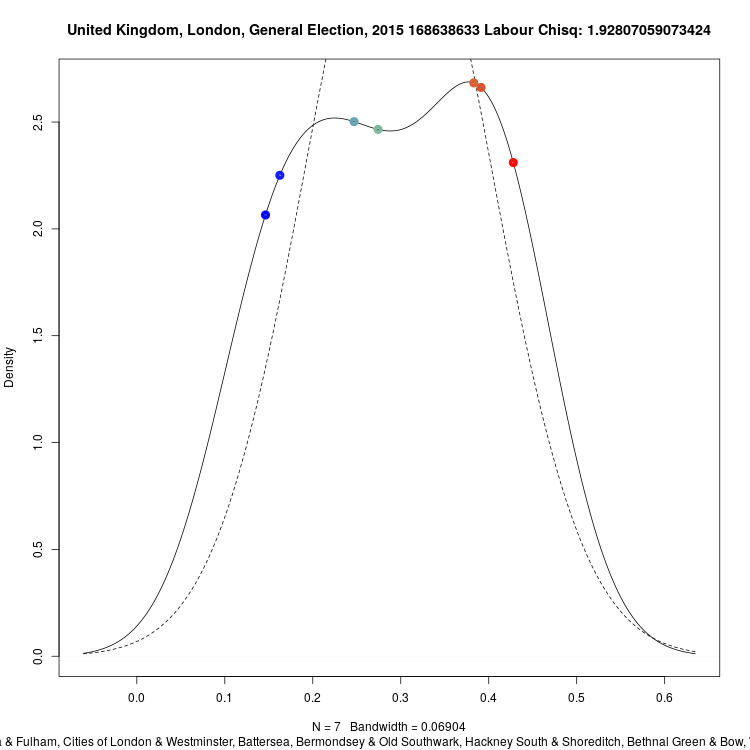 United Kingdom, London, General Election, 2015 168638633 Labour Chisq: 1.92807059073424
Density
2.5
2.0
1.5
1.0
0.5
0.0
0.0 0.1 0.2 0.3 0.4 0.5 0.6
N = 7 Bandwidth = 0.06904
& Fulham, Cities of London & Westminster, Battersea, Bermondsey & Old Southwark, Hackney South & Shoreditch, Bethnal Green & Bow,